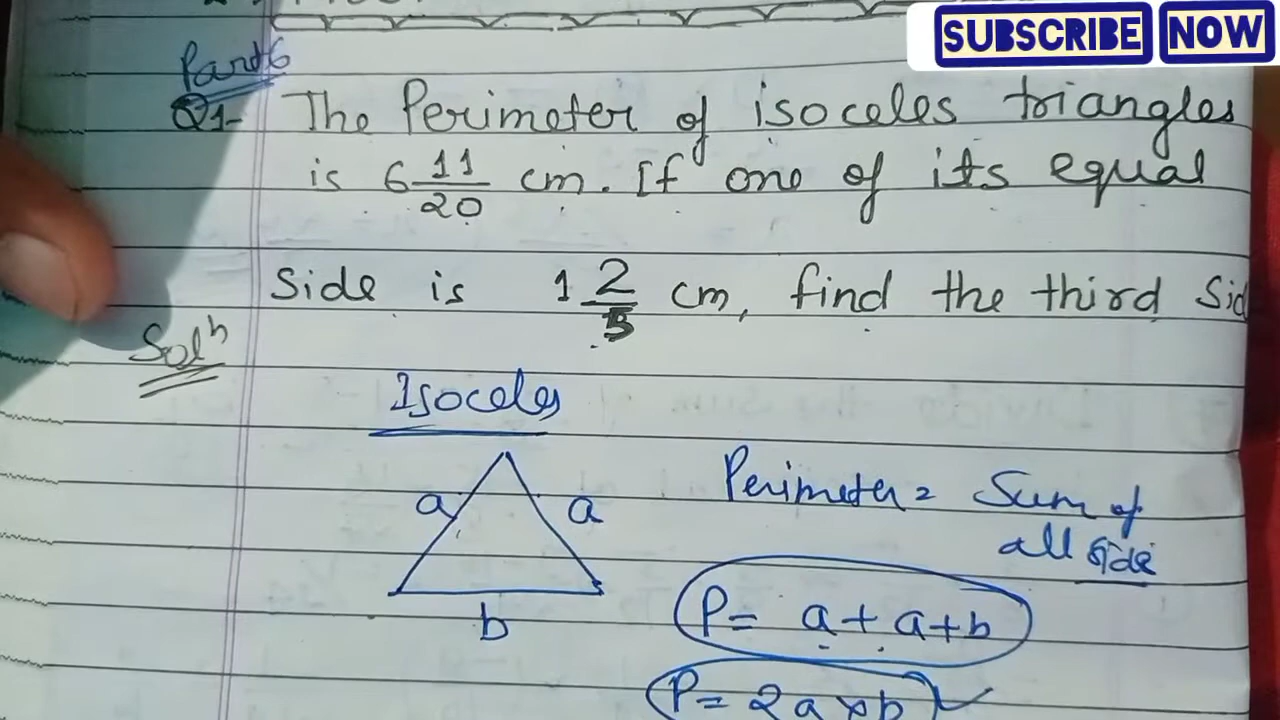 SUBSCRIBE NOW
Part 6
Q1- The Perimeter of isoceles triangles
is 6 11/20 cm. If one of its equal
Side is 1 2/5 cm, find the third Sid
Solⁿ
Isoceles
a a
b
Perimeter = Sum of
all side
P= a + a + b
P= 2a